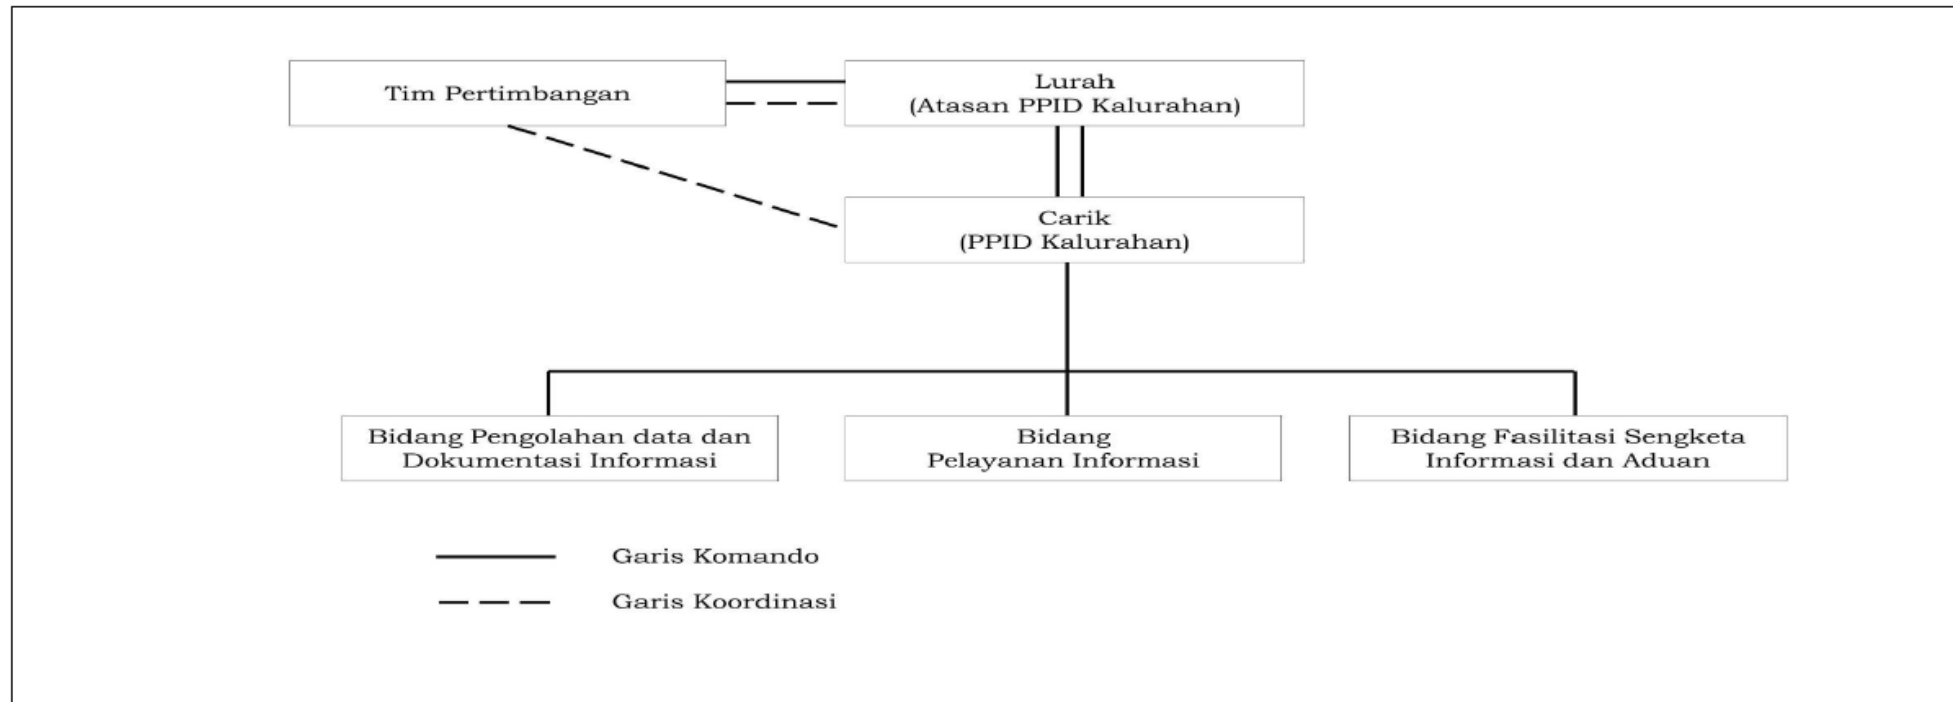 Tim Pertimbangan
Lurah
(Atasan PPID Kalurahan)
Carik
(PPID Kalurahan)
Bidang Pengolahan data dan
Dokumentasi Informasi
Bidang
Pelayanan Informasi
Bidang Fasilitasi Sengketa
Informasi dan Aduan
Garis Komando
Garis Koordinasi